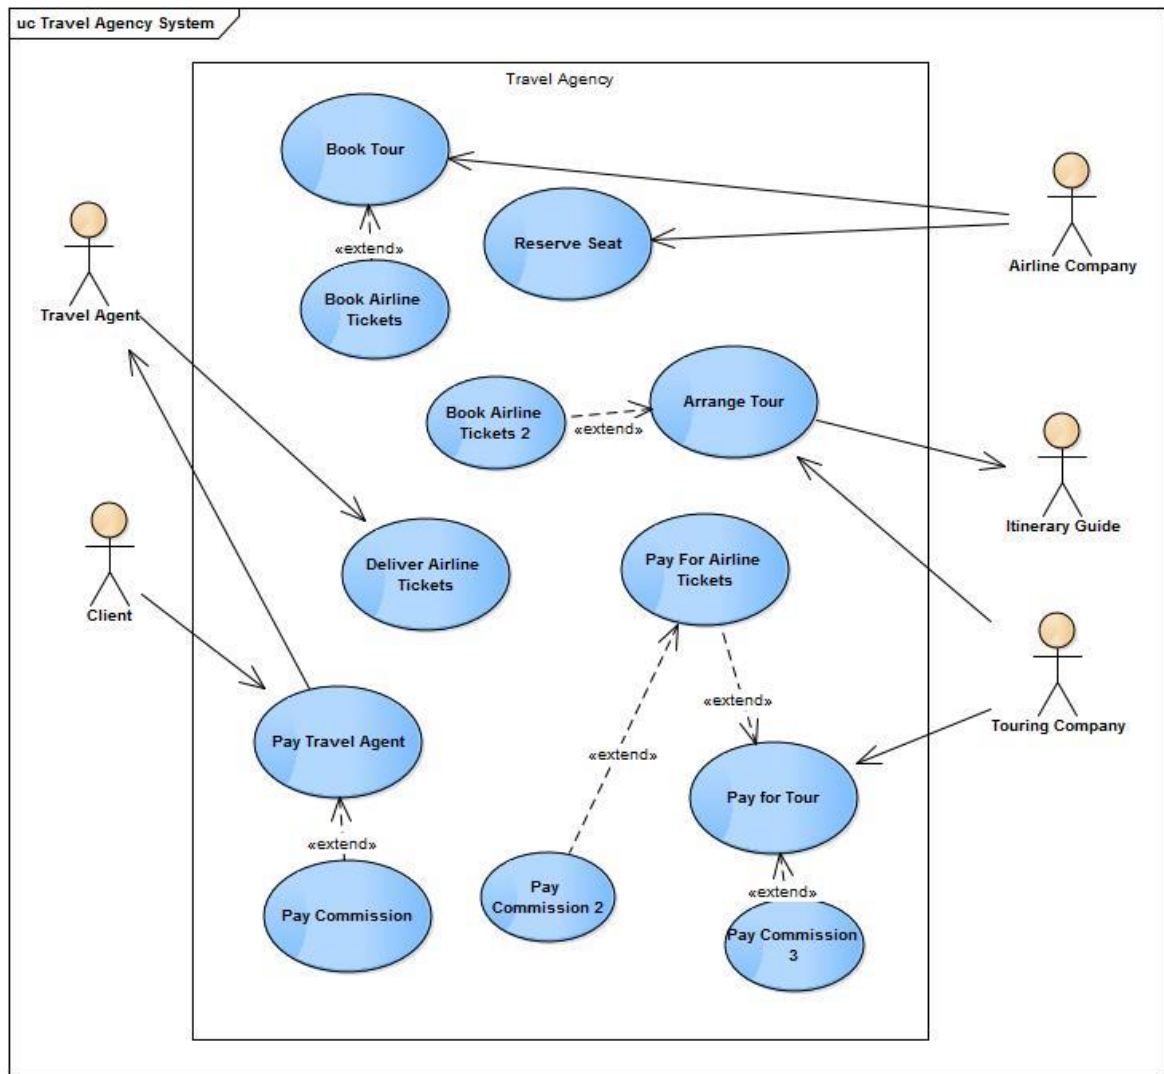 uc Travel Agency System
Travel Agency
Book Tour
Reserve Seat
«extend»
Book Airline
Tickets
Travel Agent
Airline Company
Book Airline
Tickets 2
«extend»
Arrange Tour
Itinerary Guide
Client
Deliver Airline
Tickets
Pay For Airline
Tickets
Touring Company
«extend»
«extend»
Pay Travel Agent
Pay for Tour
«extend»
Pay Commission
Pay
Commission 2
«extend»
Pay Commission
3